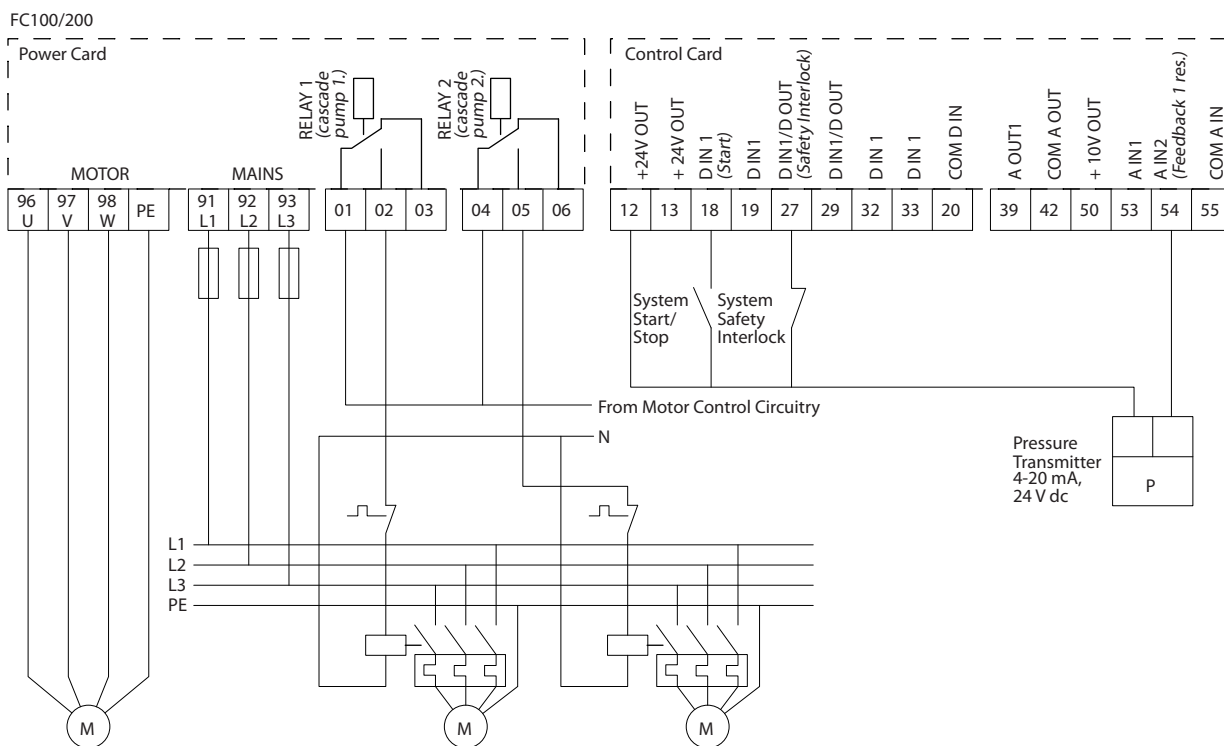 FC100/200
Power Card
Control Card
RELAY 1
(cascade
pump 1.)
RELAY 2
(cascade
pump 2.)
+24V OUT
+ 24V OUT
D IN 1
(Start)
D IN1
D IN1/D OUT
(Safety Interlock)
D IN1/D OUT
D IN 1
D IN 1
COM D IN
A OUT1
COM A OUT
+ 10V OUT
A IN1
A IN2
(Feedback 1 res.)
COM A IN
MOTOR
MAINS
96 97 98 PE 91 92 93 01 02 03 04 05 06 12 13 18 19 27 29 32 33 20 39 42 50 53 54 55
U V W L1 L2 L3
System
Start/
Stop
System
Safety
Interlock
From Motor Control Circuitry
N
Pressure
Transmitter
4-20 mA,
24 V dc
P
L1
L2
L3
PE
M M M